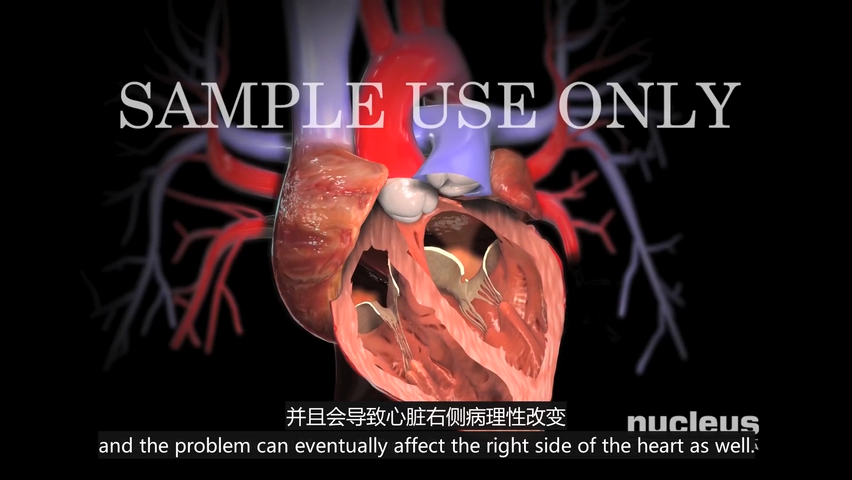 SAMPLE USE ONLY
并且会导致心脏右侧病理性改变
nucleus
and the problem can eventually affect the right side of the heart as well.